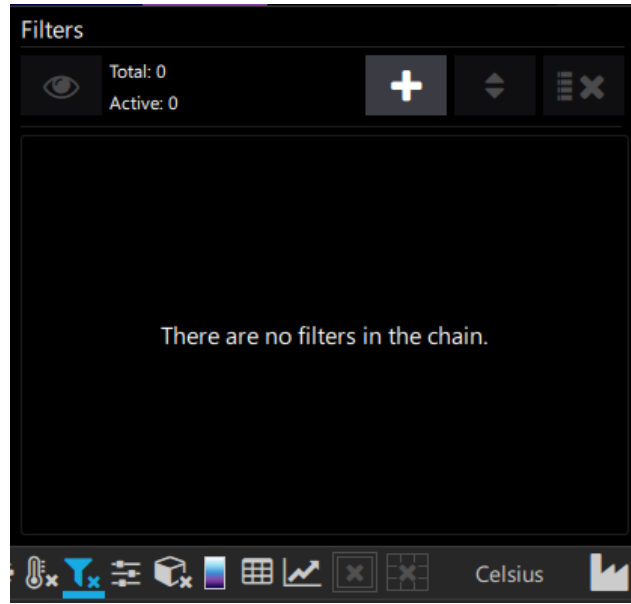 Filters
Total: 0
Active: 0
There are no filters in the chain.
Celsius